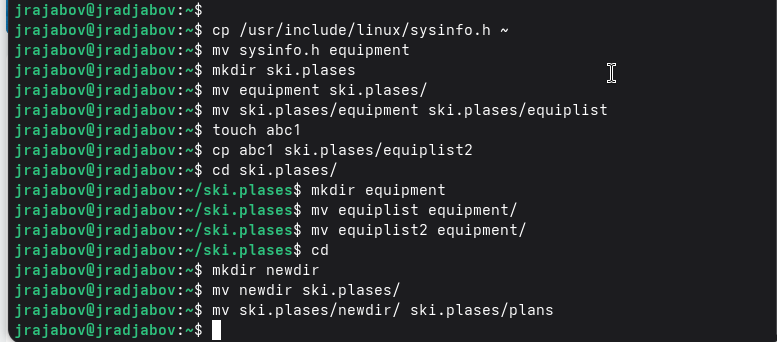 jrajabov@jradjabov:~$
jrajabov@jradjabov:~$ cp /usr/include/linux/sysinfo.h ~
jrajabov@jradjabov:~$ mv sysinfo.h equipment
jrajabov@jradjabov:~$ mkdir ski.plases
jrajabov@jradjabov:~$ mv equipment ski.plases/
jrajabov@jradjabov:~$ mv ski.plases/equipment ski.plases/equiplist
jrajabov@jradjabov:~$ touch abc1
jrajabov@jradjabov:~$ cp abc1 ski.plases/equiplist2
jrajabov@jradjabov:~$ cd ski.plases/
jrajabov@jradjabov:~/ski.plases$ mkdir equipment
jrajabov@jradjabov:~/ski.plases$ mv equiplist equipment/
jrajabov@jradjabov:~/ski.plases$ mv equiplist2 equipment/
jrajabov@jradjabov:~/ski.plases$ cd
jrajabov@jradjabov:~$ mkdir newdir
jrajabov@jradjabov:~$ mv newdir ski.plases/
jrajabov@jradjabov:~$ mv ski.plases/newdir/ ski.plases/plans
jrajabov@jradjabov:~$